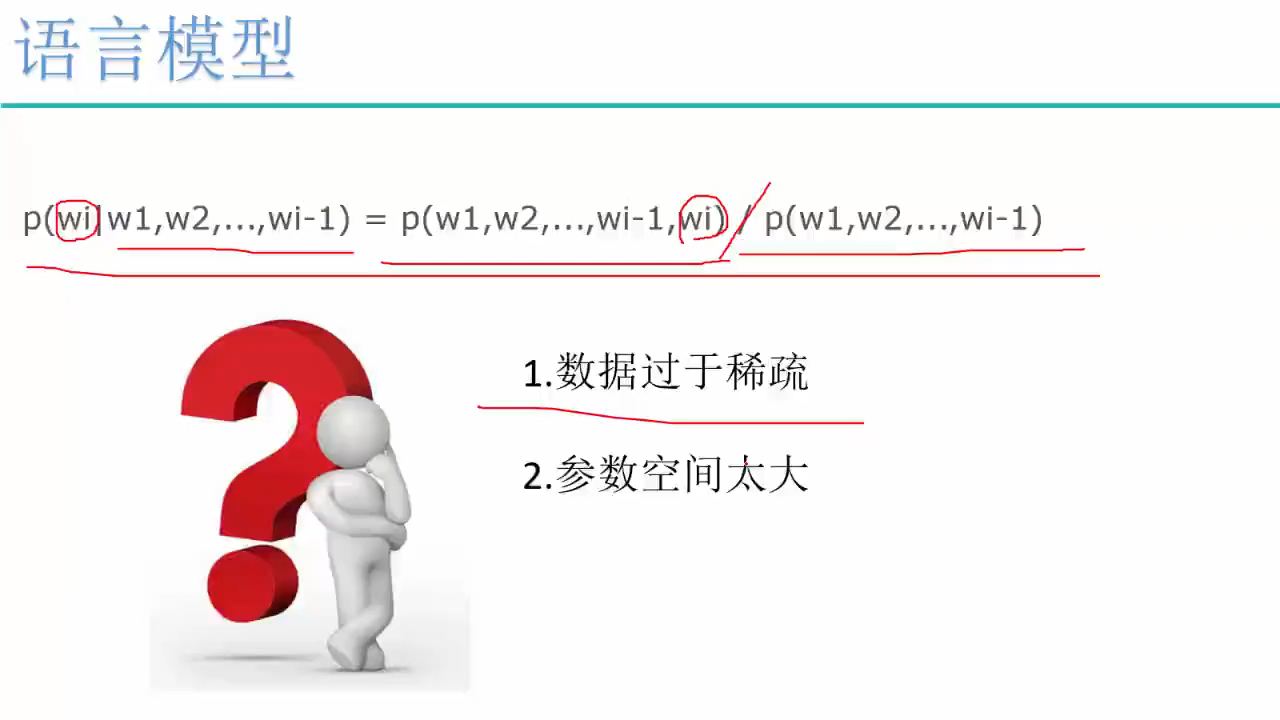 语言模型
p(wi|w1,w2,...,wi-1) = p(w1,w2,...,wi-1,wi) / p(w1,w2,...,wi-1)
1.数据过于稀疏
2.参数空间太大